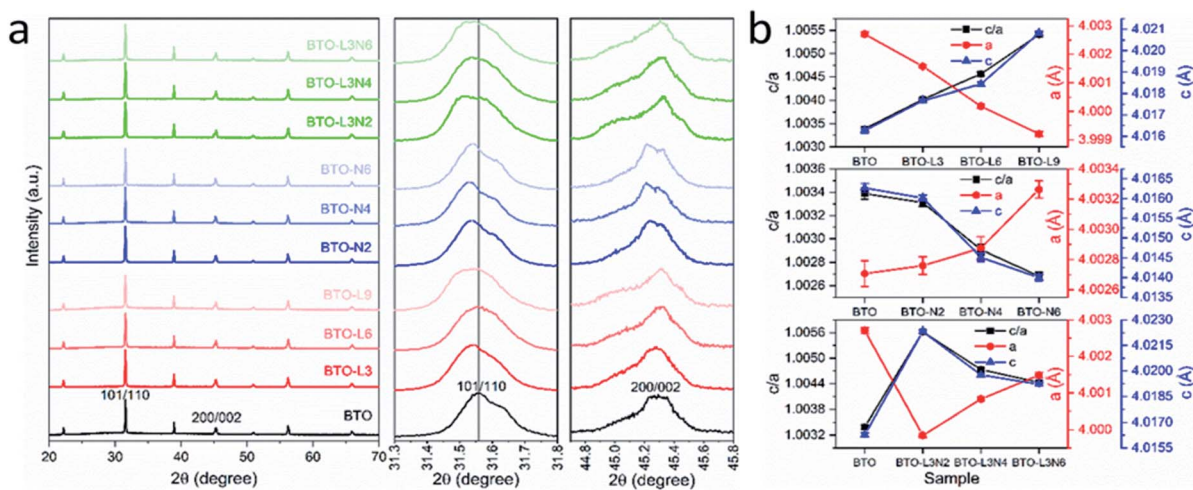 a
Intensity (a.u.)
BTO-L3N6
BTO-L3N4
BTO-L3N2
BTO-N6
BTO-N4
BTO-N2
BTO-L9
BTO-L6
BTO-L3
101/110
200/002
BTO
20 30 40 50 60 70
2θ (degree)
101/110
31.3 31.4 31.5 31.6 31.7 31.8
2θ (degree)
200/002
44.8 45.0 45.2 45.4 45.6 45.8
2θ (degree)
b
1.0055
1.0050
1.0045
1.0040
1.0035
1.0030
c/a
c/a
a
c
4.003
4.002
4.001
4.000
3.999
a (Å)
4.021
4.020
4.019
4.018
4.017
4.016
c (Å)
BTO BTO-L3 BTO-L6 BTO-L9
1.0036
1.0034
1.0032
1.0030
1.0028
1.0026
c/a
c/a
a
c
4.0034
4.0032
4.0030
4.0028
4.0026
a (Å)
4.0165
4.0160
4.0155
4.0150
4.0145
4.0140
4.0135
c (Å)
BTO BTO-N2 BTO-N4 BTO-N6
1.0056
1.0050
1.0044
1.0038
1.0032
c/a
c/a
a
c
4.003
4.002
4.001
4.000
a (Å)
4.0230
4.0215
4.0200
4.0185
4.0170
4.0155
c (Å)
BTO BTO-L3N2 BTO-L3N4 BTO-L3N6
Sample